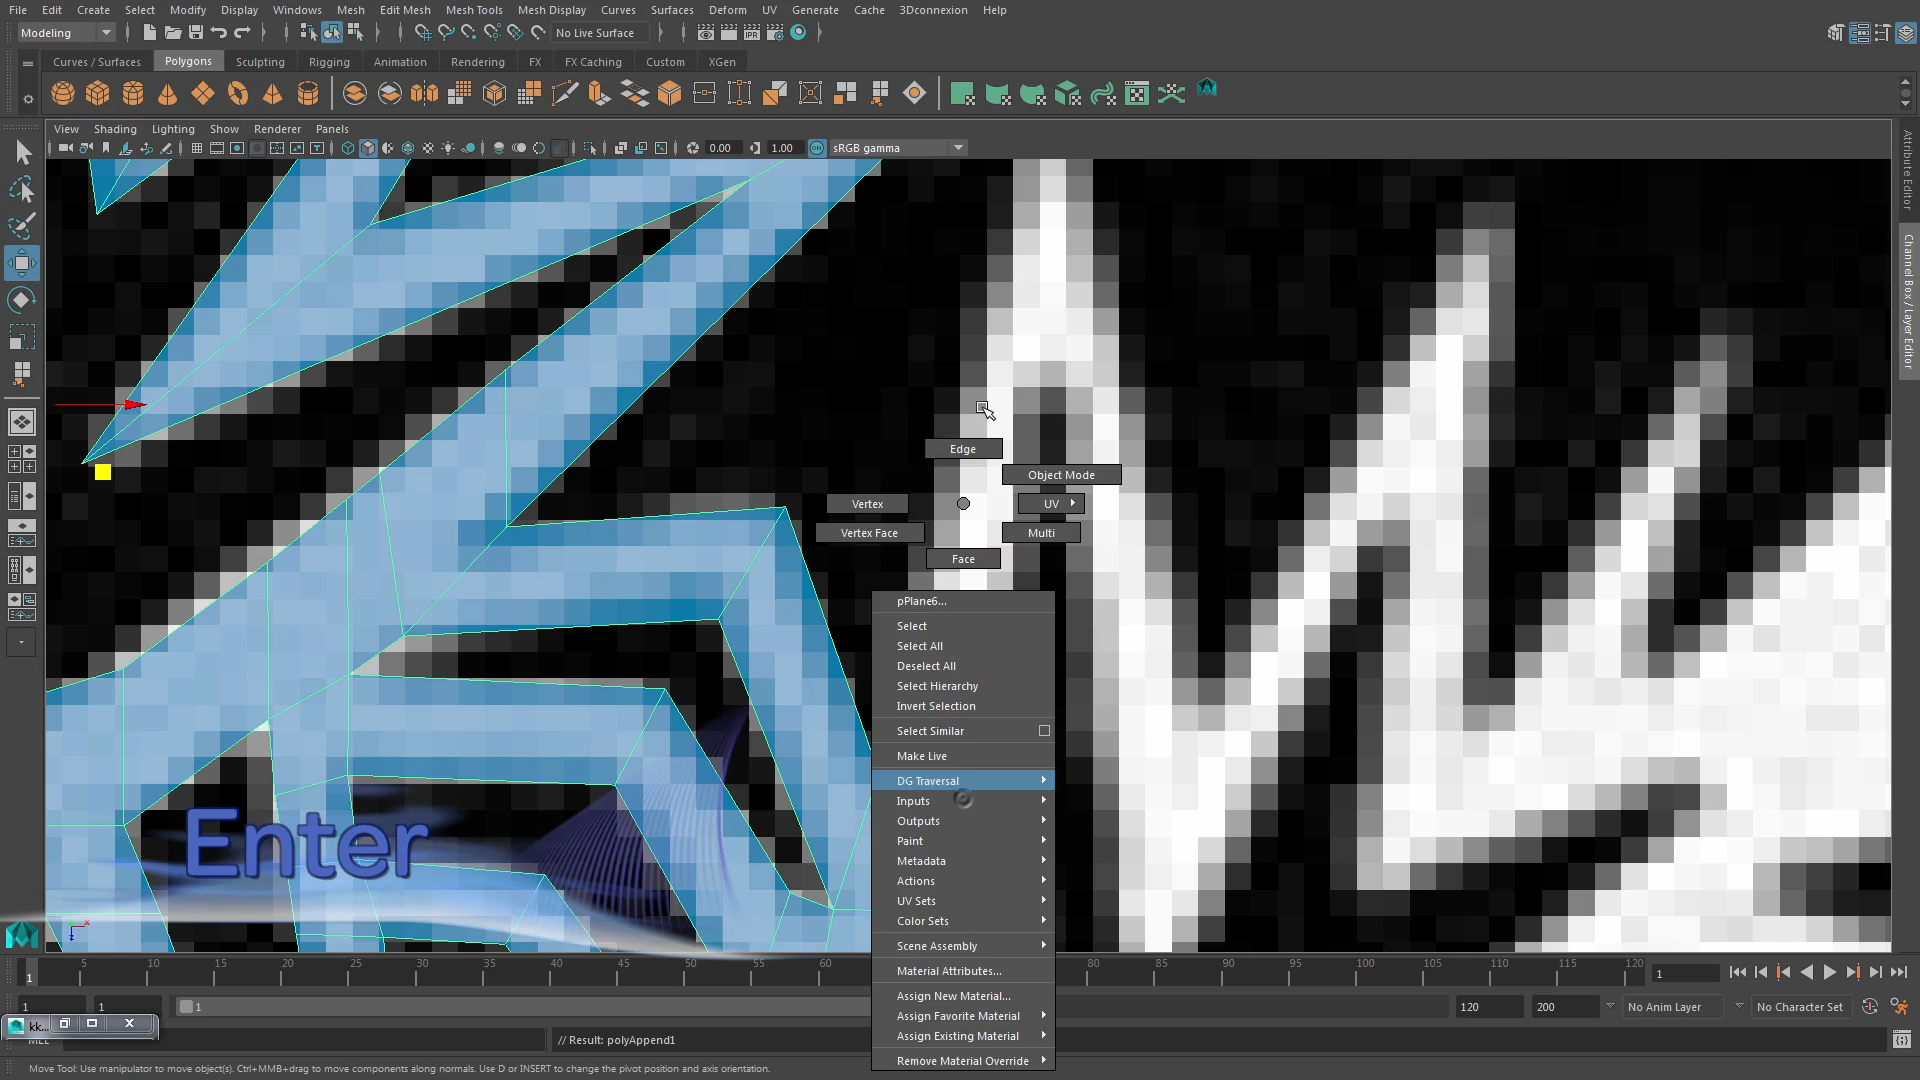 File Edit Create Select Modify Display Windows Mesh Edit Mesh Mesh Tools Mesh Display Curves Surfaces Deform UV Generate Cache 3Dconnexion Help
Modeling No Live Surface IPR
Curves / Surfaces Polygons Sculpting Rigging Animation Rendering FX FX Caching Custom XGen
View Shading Lighting Show Renderer Panels
0.00 1.00 ON sRGB gamma
Attribute Editor
Channel Box / Layer Editor
Edge
Object Mode
Vertex UV
Vertex Face Multi
Face
pPlane6...
Select
Select All
Deselect All
Select Hierarchy
Invert Selection
Select Similar
Make Live
DG Traversal
Inputs
Outputs
Paint
Metadata
Actions
UV Sets
Color Sets
Scene Assembly
Material Attributes...
Assign New Material...
Assign Favorite Material
Assign Existing Material
Remove Material Override
Enter
1 5 10 15 20 25 30 35 40 45 50 55 60 80 85 90 95 100 105 110 115 120 1
1 1 1 120 200 No Anim Layer No Character Set
kk...
MEL // Result: polyAppend1
Move Tool: Use manipulator to move object(s). Ctrl+MMB+drag to move components along normals. Use D or INSERT to change the pivot position and axis orientation.